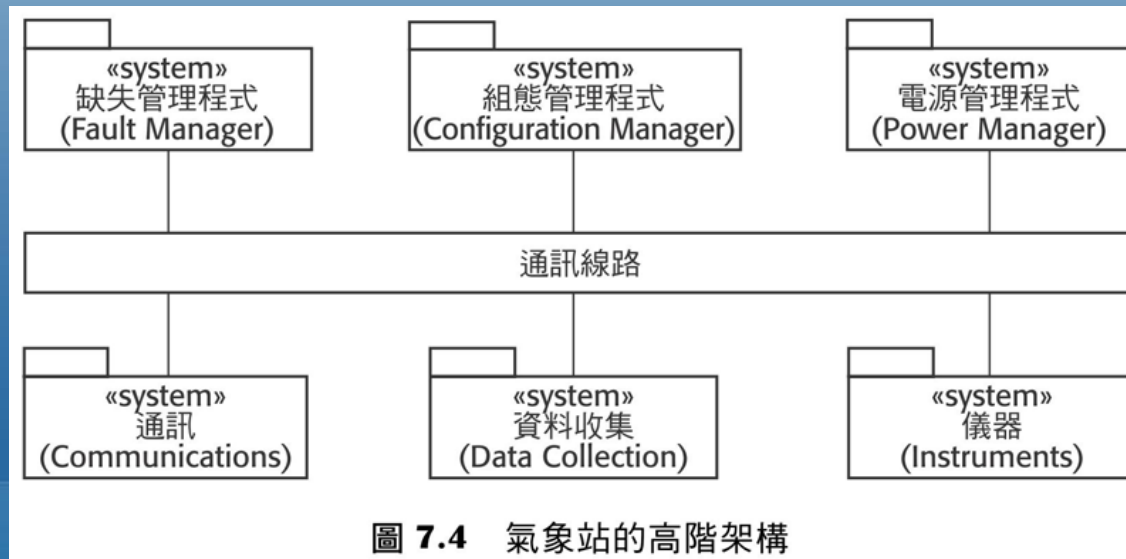 «system»
缺失管理程式
(Fault Manager)
«system»
組態管理程式
(Configuration Manager)
«system»
電源管理程式
(Power Manager)
通訊線路
«system»
通訊
(Communications)
«system»
資料收集
(Data Collection)
«system»
儀器
(Instruments)
圖 7.4 氣象站的高階架構